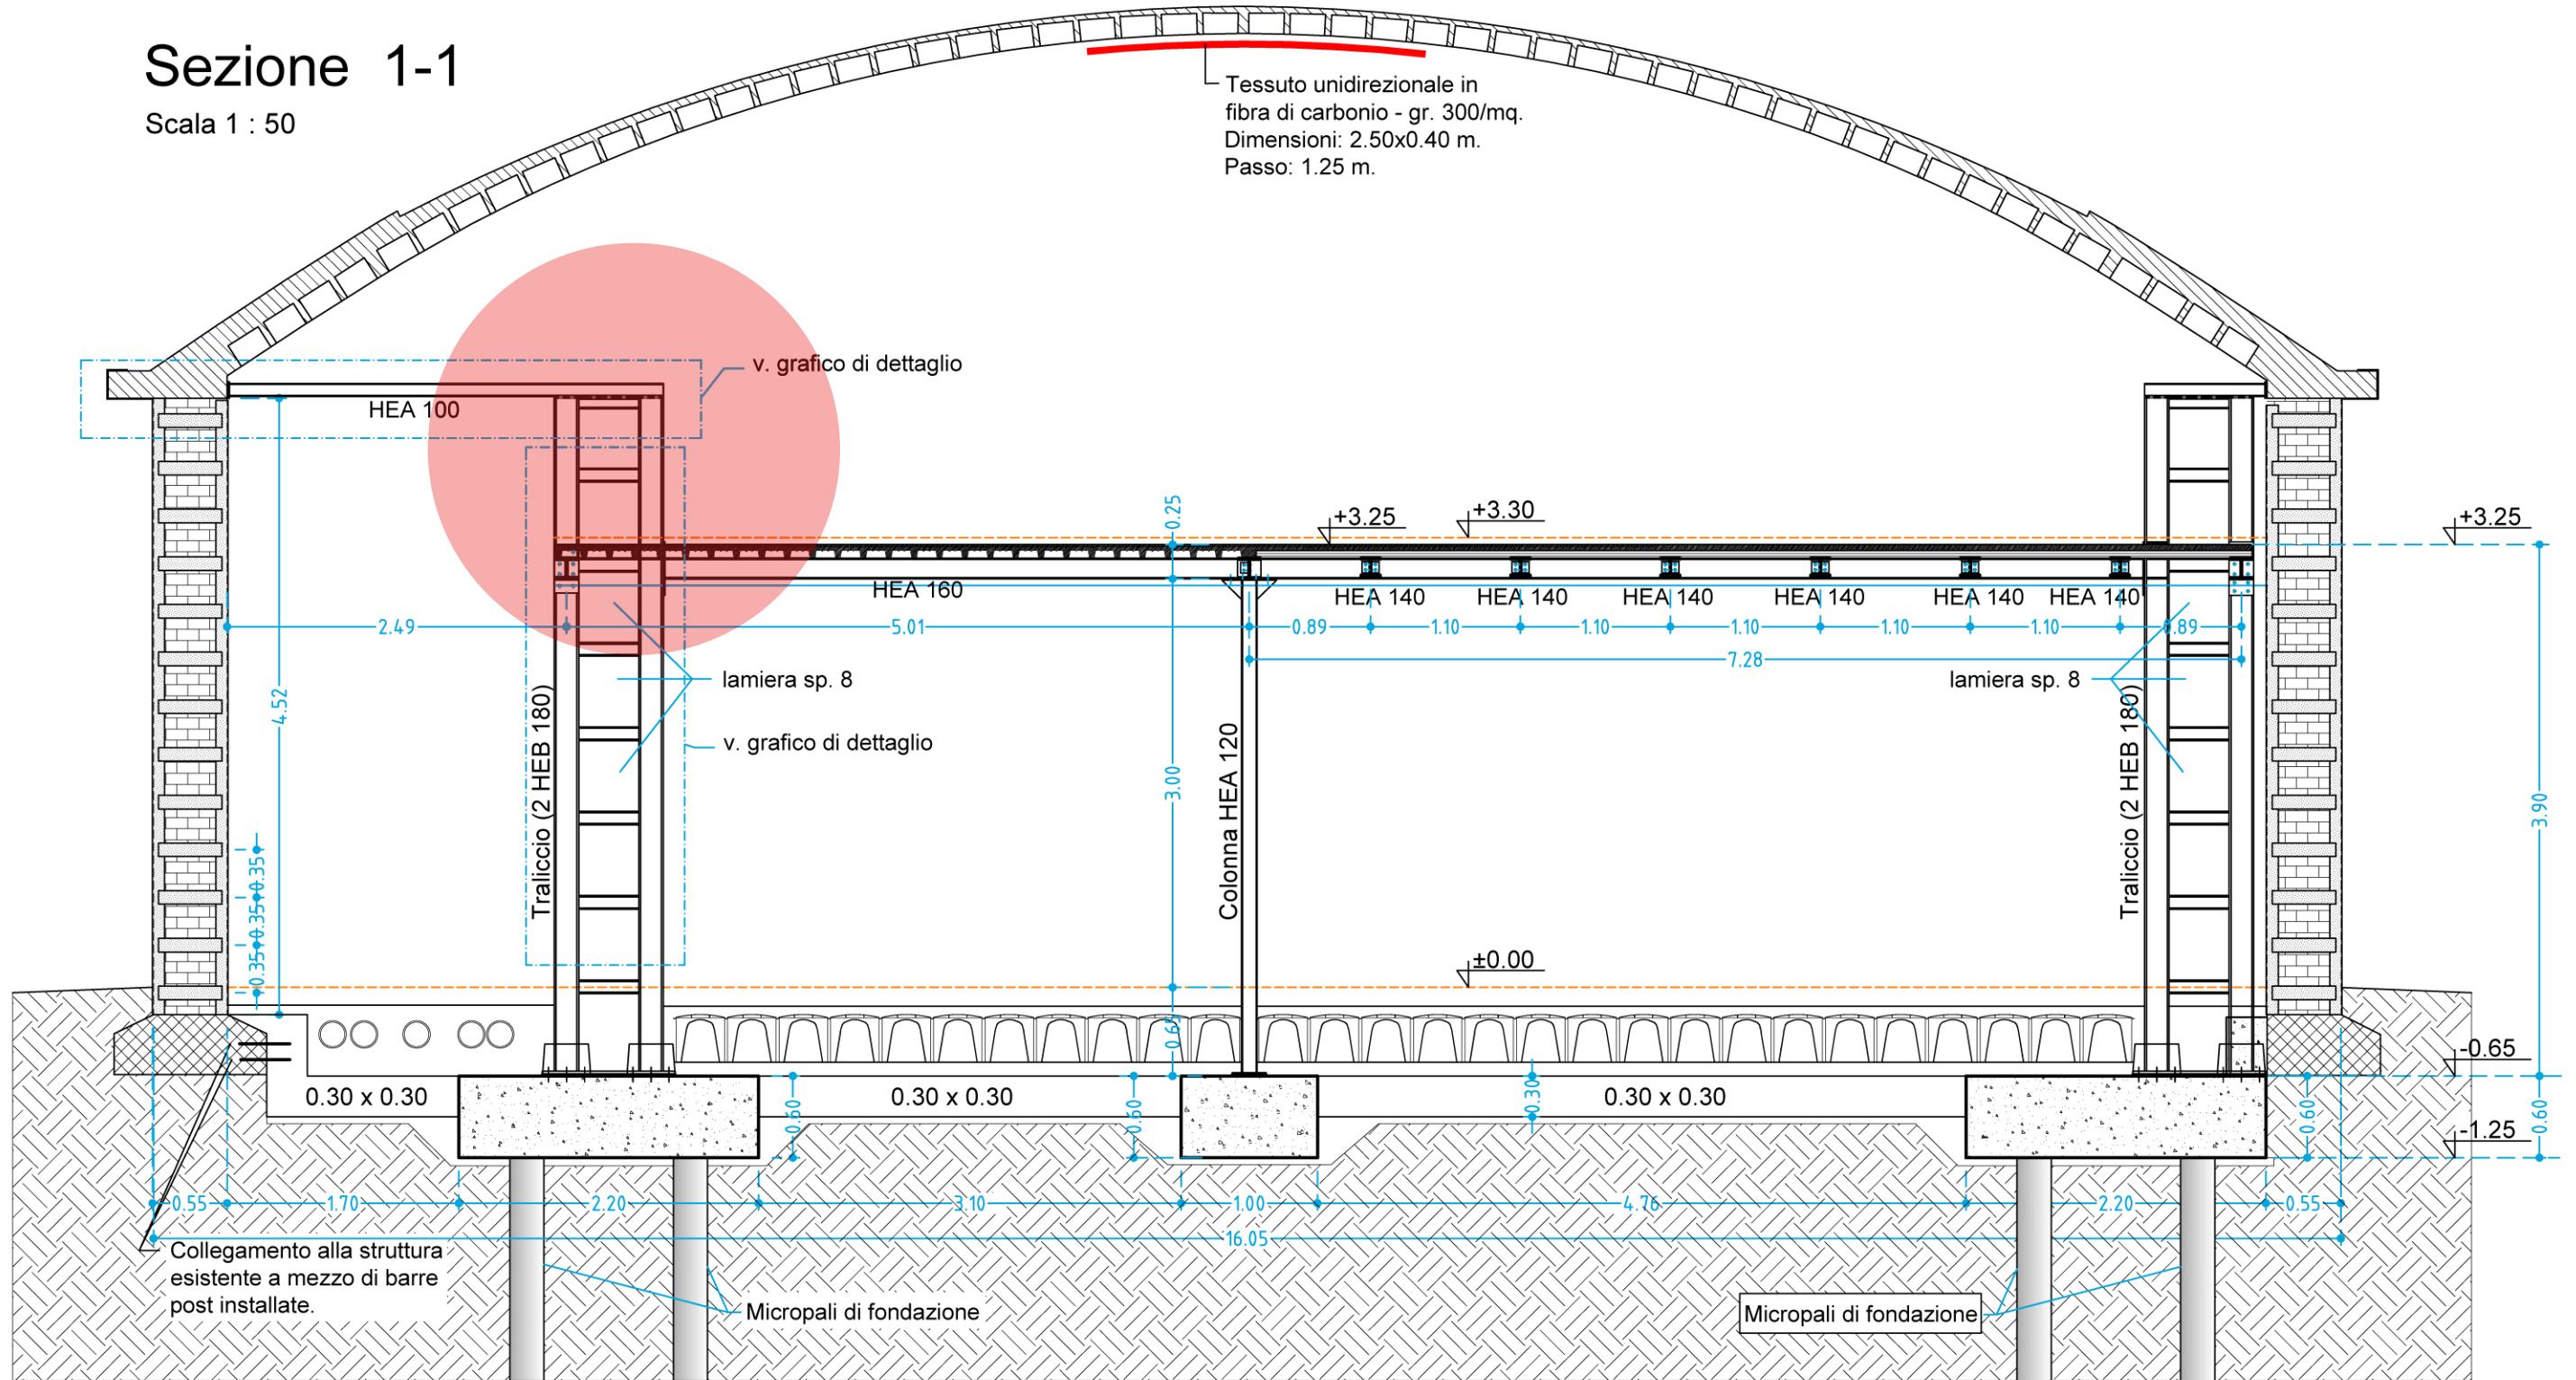 Sezione 1-1
Scala 1 : 50
Tessuto unidirezionale in
fibra di carbonio - gr. 300/mq.
Dimensioni: 2.50x0.40 m.
Passo: 1.25 m.
v. grafico di dettaglio
HEA 100
0.25
+3.25
+3.30
+3.25
HEA 160
HEA 140
HEA 140
HEA 140
HEA 140
HEA 140
HEA 140
2.49
5.01
0.89
1.10
1.10
1.10
1.10
1.10
0.89
7.28
lamiera sp. 8
lamiera sp. 8
4.52
Traliccio (2 HEB 180)
v. grafico di dettaglio
3.00
Colonna HEA 120
Traliccio (2 HEB 180)
3.90
0.35
0.35
0.35
±0.00
0.65
-0.65
0.30 x 0.30
0.60
0.30 x 0.30
0.60
0.30
0.30 x 0.30
0.60
-1.25
0.60
0.55
1.70
2.20
3.10
1.00
4.76
2.20
0.55
16.05
Collegamento alla struttura
esistente a mezzo di barre
post installate.
Micropali di fondazione
Micropali di fondazione